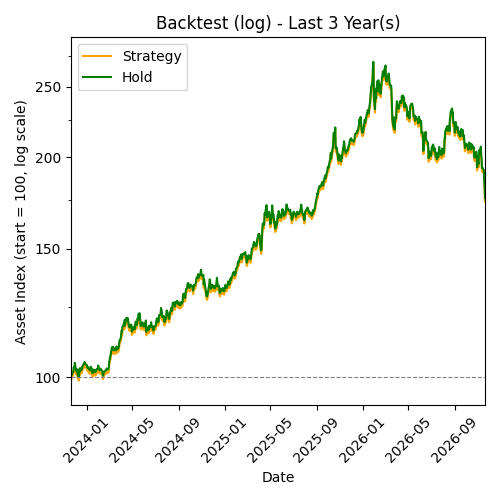 Backtest (log) - Last 3 Year(s)
Strategy
Hold
Asset Index (start = 100, log scale)
250
200
150
100
2024-01
2024-05
2024-09
2025-01
2025-05
2025-09
2026-01
2026-05
2026-09
Date